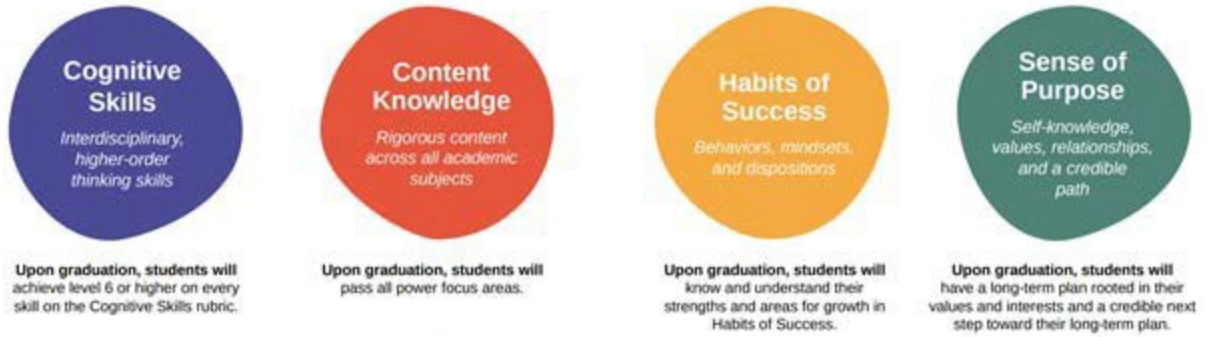 Cognitive
Skills
Interdisciplinary,
higher-order
thinking skills
Upon graduation, students will
achieve level 6 or higher on every
skill on the Cognitive Skills rubric.
Content
Knowledge
Rigorous content
across all academic
subjects
Upon graduation, students will
pass all power focus areas.
Habits of
Success
Behaviors, mindsets,
and dispositions
Upon graduation, students will
know and understand their
strengths and areas for growth in
Habits of Success.
Sense of
Purpose
Self-knowledge,
values, relationships,
and a credible
path
Upon graduation, students will
have a long-term plan rooted in their
values and interests and a credible next
step toward their long-term plan.